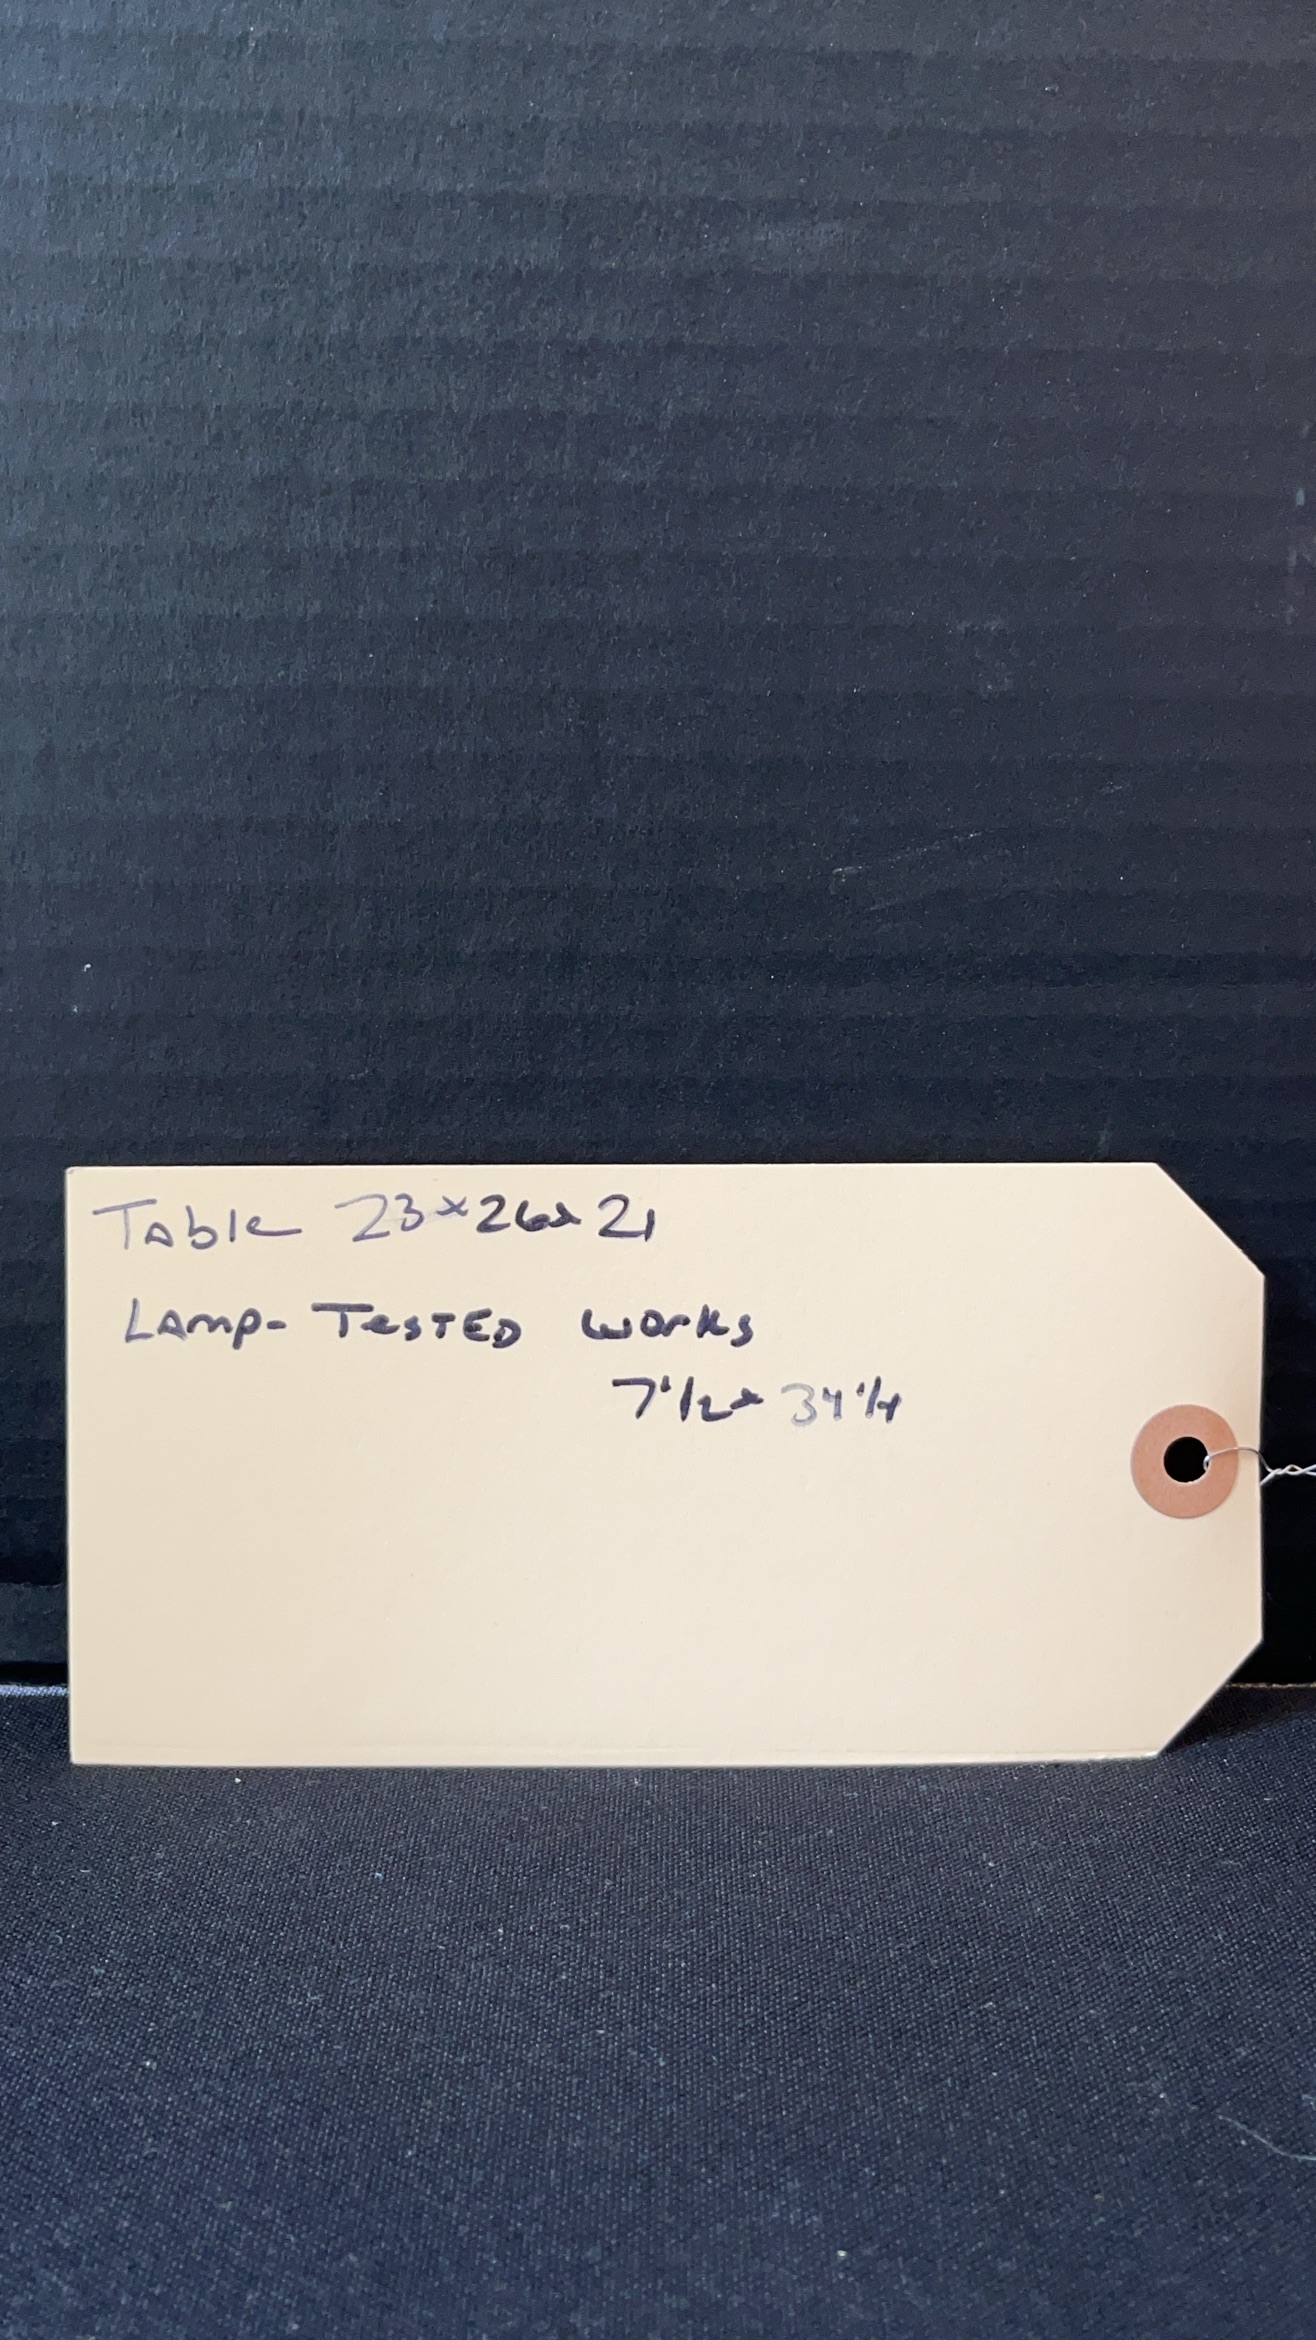 Table 23x26x21
Lamp- Tested works
7 1/2 x 34 1/4